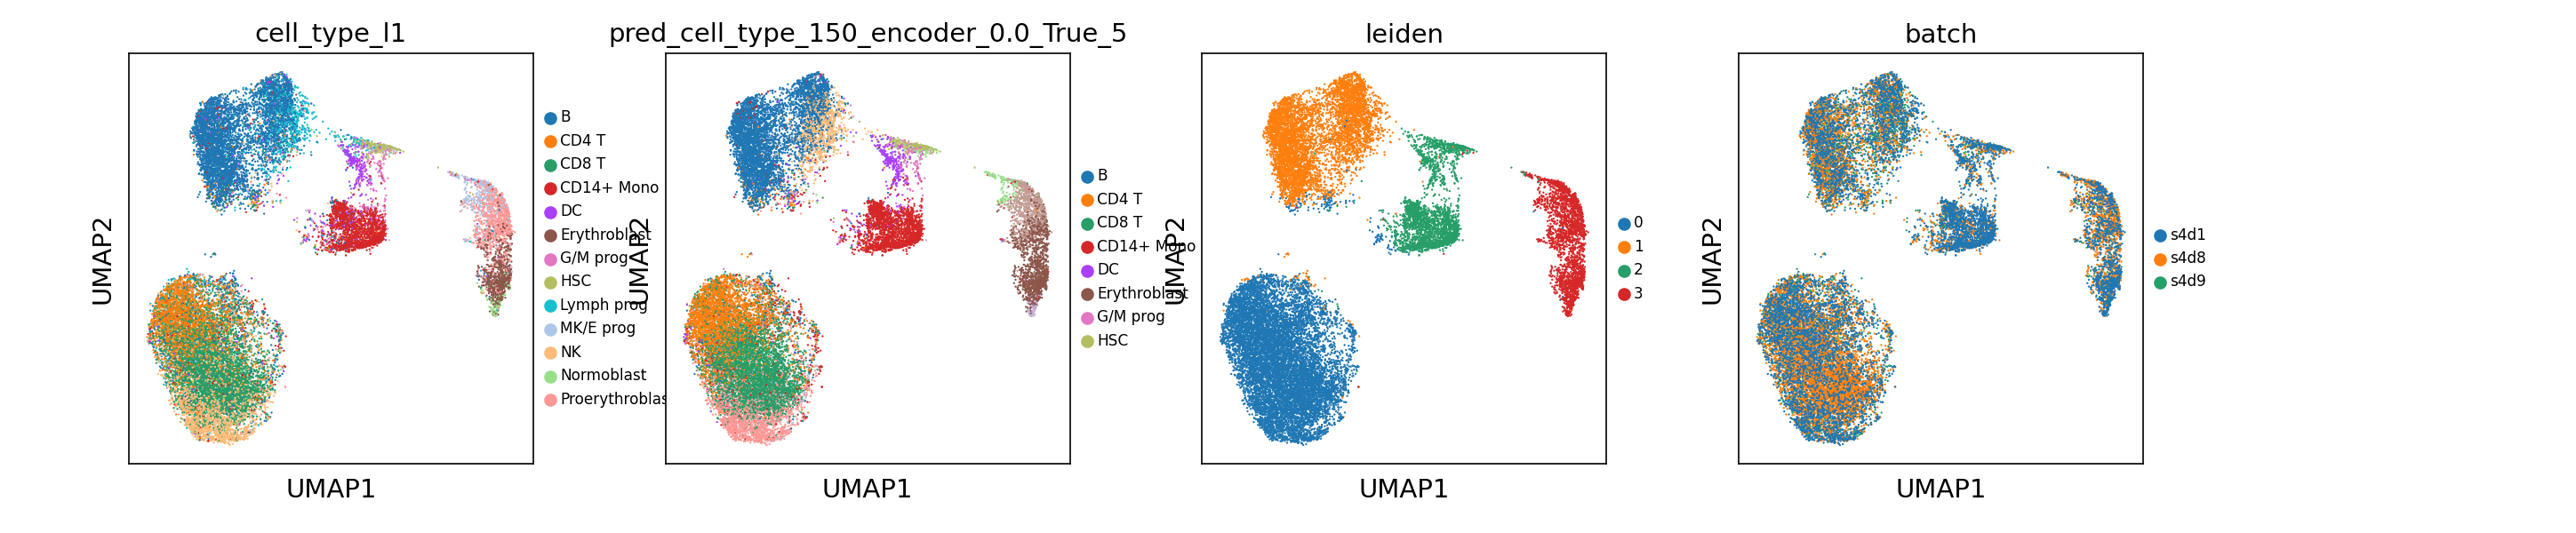 cell_type_l1
pred_cell_type_150_encoder_0.0_True_5
leiden
batch
UMAP2
UMAP1
B
CD4 T
CD8 T
CD14+ Mono
DC
Erythroblast
G/M prog
HSC
Lymph prog
MK/E prog
NK
Normoblast
Proerythroblas
UMAP2
UMAP1
B
CD4 T
CD8 T
CD14+ Mono
DC
Erythroblast
G/M prog
HSC
UMAP2
UMAP1
0
1
2
3
UMAP2
UMAP1
s4d1
s4d8
s4d9